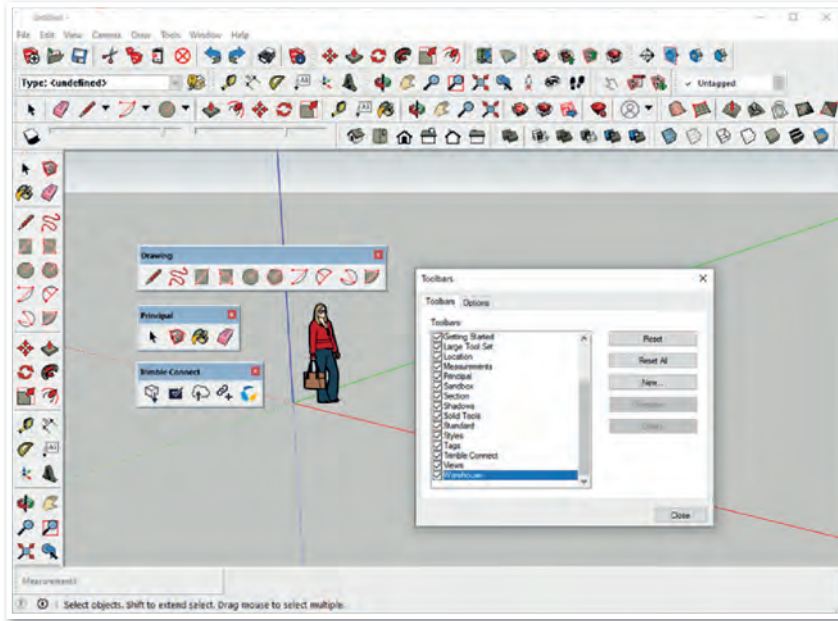 Untitled -
File Edit View Camera Draw Tools Window Help
Type: <undefined>
Untagged
Drawing
Principal
Trimble Connect
Toolbars
Toolbars Options
Toolbars:
Getting Started
Large Tool Set
Location
Measurements
Principal
Sandbox
Section
Shadows
Solid Tools
Standard
Styles
Tags
Trimble Connect
Views
Warehouse
Reset
Reset All
New...
Close
Measurements
Select objects. Shift to extend select. Drag mouse to select multiple.